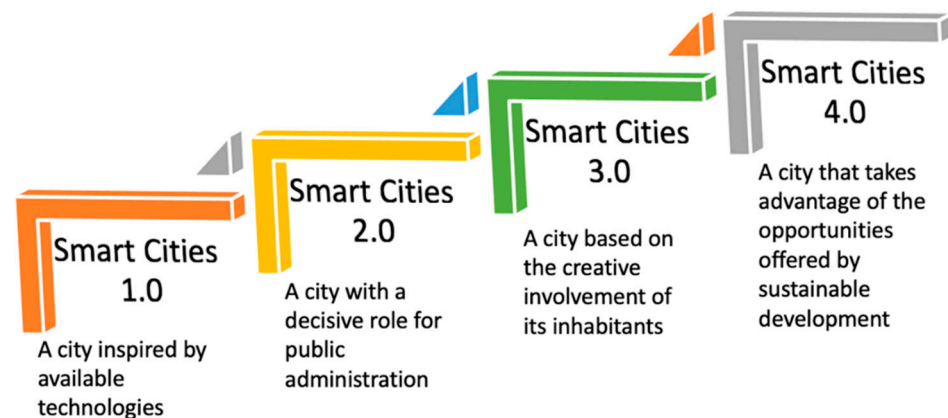 Smart Cities
1.0
A city inspired by
available
technologies
Smart Cities
2.0
A city with a
decisive role for
public
administration
Smart Cities
3.0
A city based on
the creative
involvement of
its inhabitants
Smart Cities
4.0
A city that takes
advantage of the
opportunities
offered by
sustainable
development